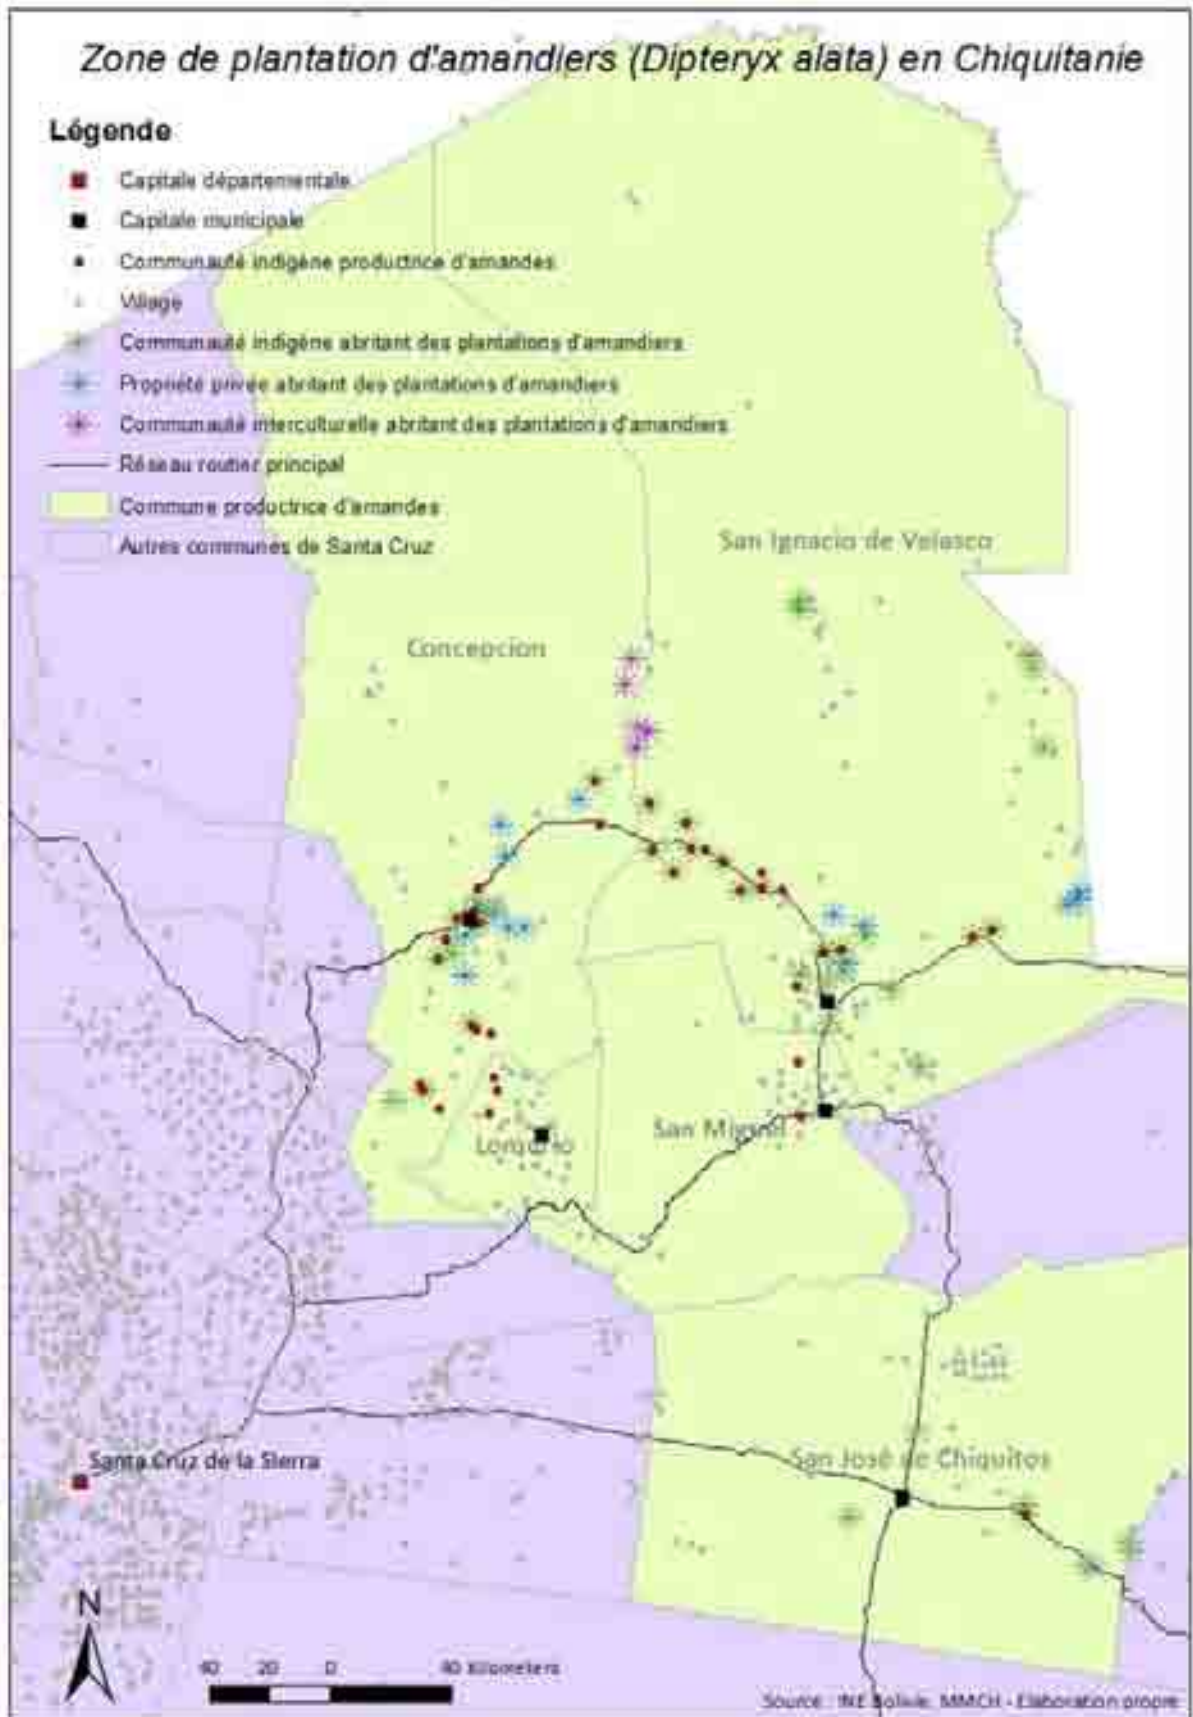 Zone de plantation d'amandiers (Dipteryx alata) en Chiquitanie
Légende
Capitale départementale
Capitale municipale
Communauté indigène productrice d'amandes
Village
Communauté indigène abritant des plantations d'amandiers
Propriété privée abritant des plantations d'amandiers
Communauté interculturelle abritant des plantations d'amandiers
Réseau routier principal
Commune productrice d'amandes
Autres communes de Santa Cruz
San Ignacio de Velasco
Concepcion
San Miguel
Lomerio
San José de Chiquitos
Santa Cruz de la Sierra
N
40 20 0 40 Kilometers
Source : INE Bolivie, MMCH - Elaboration propre